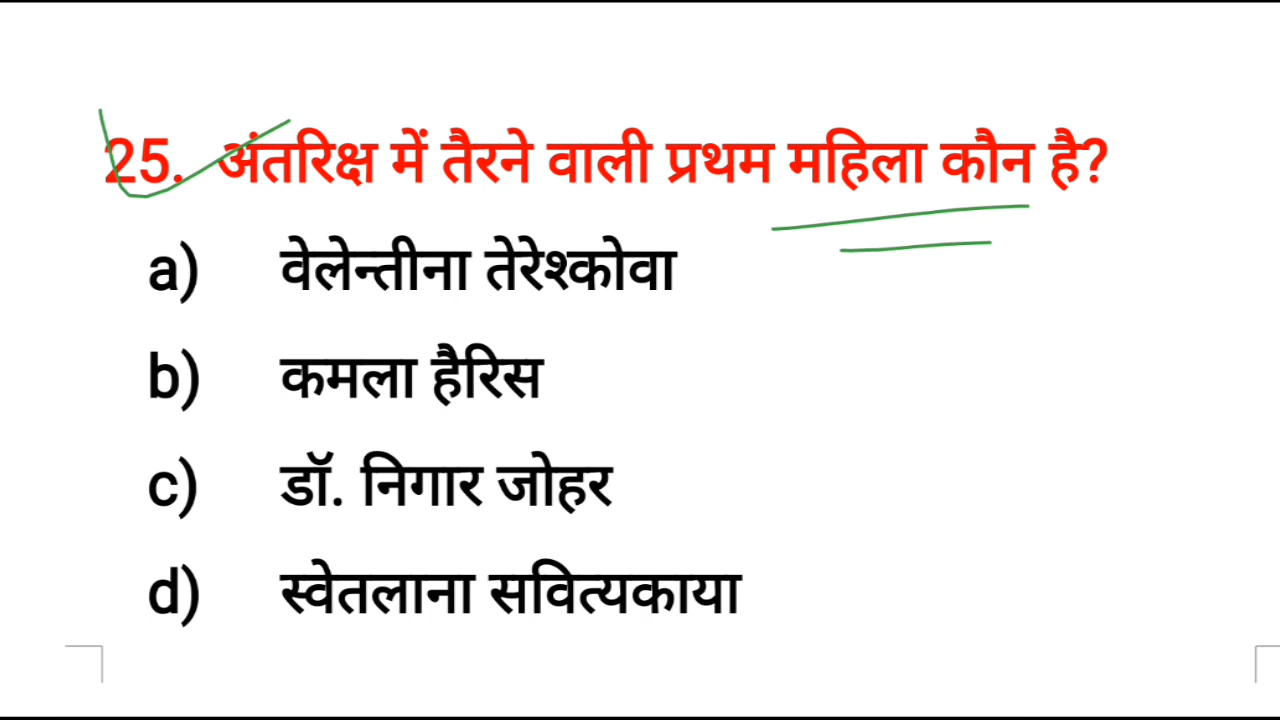 25. अंतरिक्ष में तैरने वाली प्रथम महिला कौन है?
a) वेलेन्तीना तेरेश्कोवा
b) कमला हैरिस
c) डॉ. निगार जोहर
d) स्वेतलाना सवित्यकाया